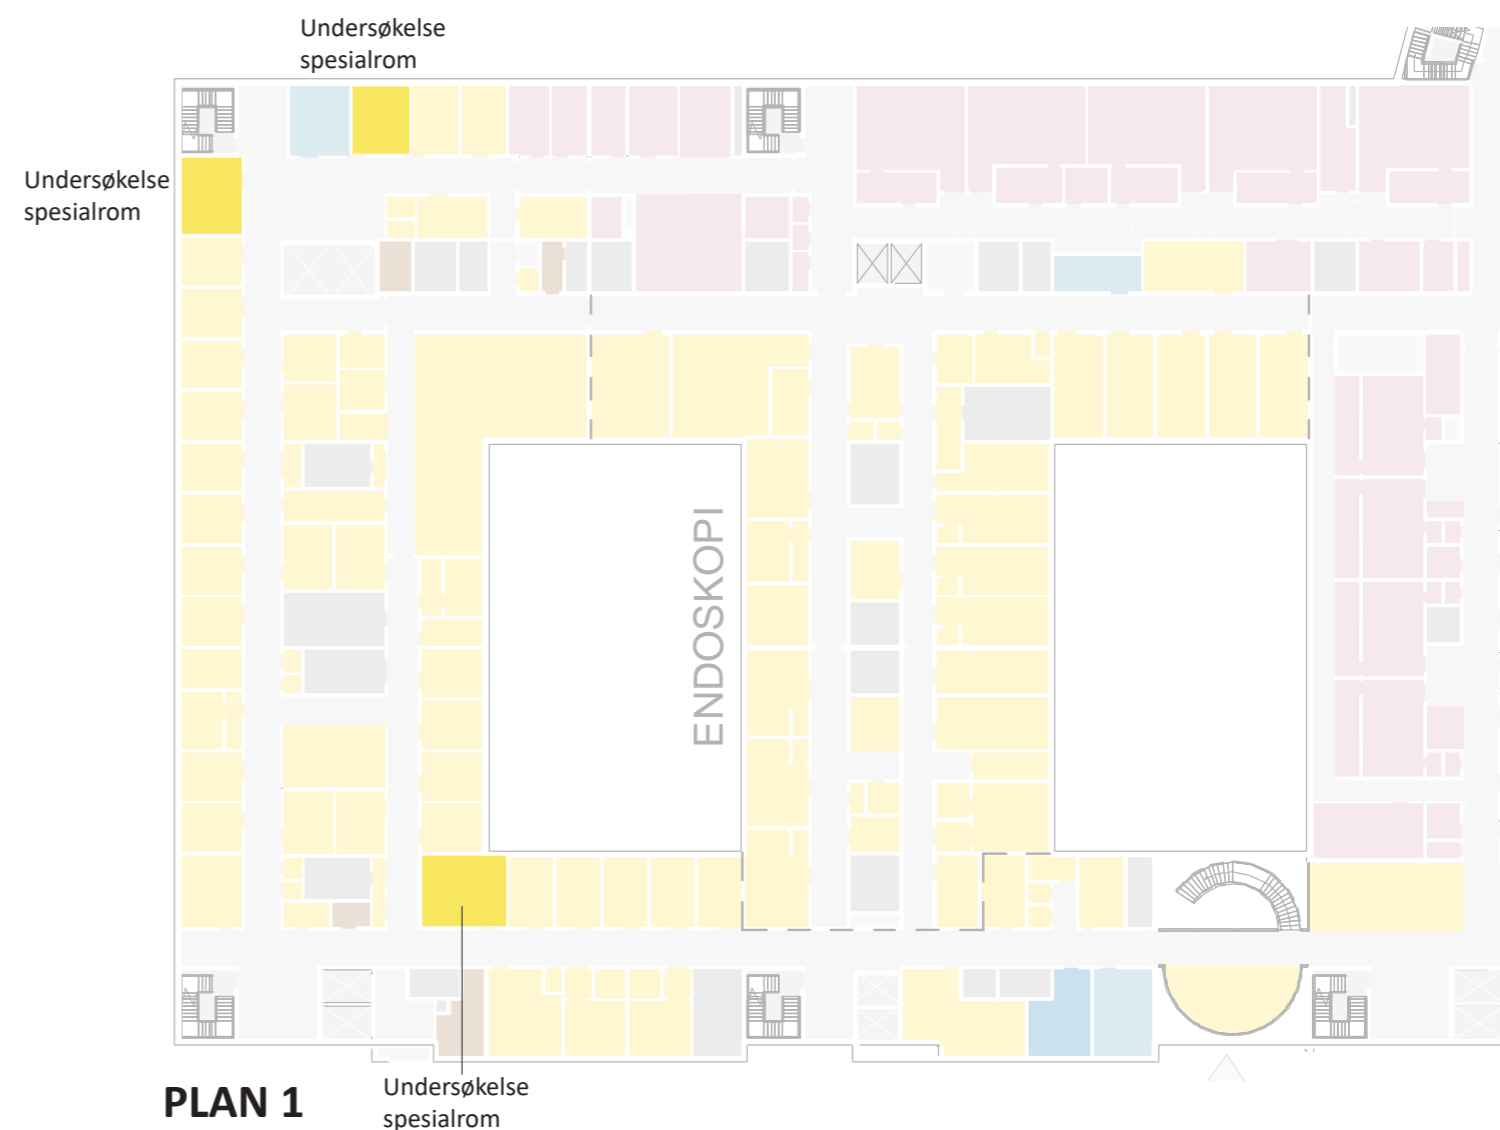 Undersøkelse
spesialrom
Undersøkelse
spesialrom
ENDOSKOPI
PLAN 1
Undersøkelse
spesialrom